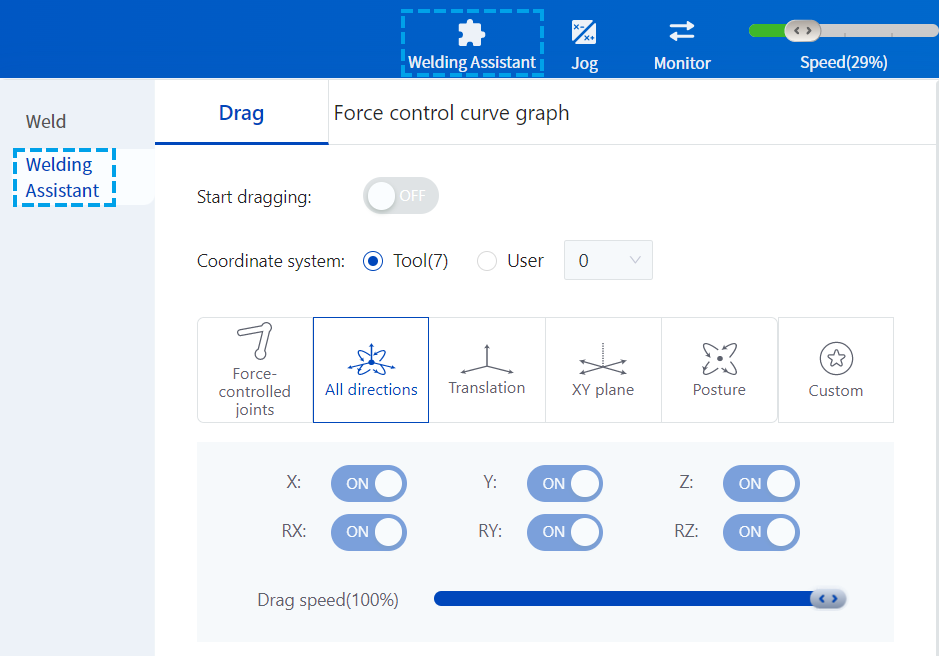 Welding Assistant
Jog
Monitor
Speed(29%)
Weld
Welding
Assistant
Drag
Force control curve graph
Start dragging:
OFF
Coordinate system:
Tool(7)
User
0
Force-
controlled
joints
All directions
Translation
XY plane
Posture
Custom
X:
ON
Y:
ON
Z:
ON
RX:
ON
RY:
ON
RZ:
ON
Drag speed(100%)